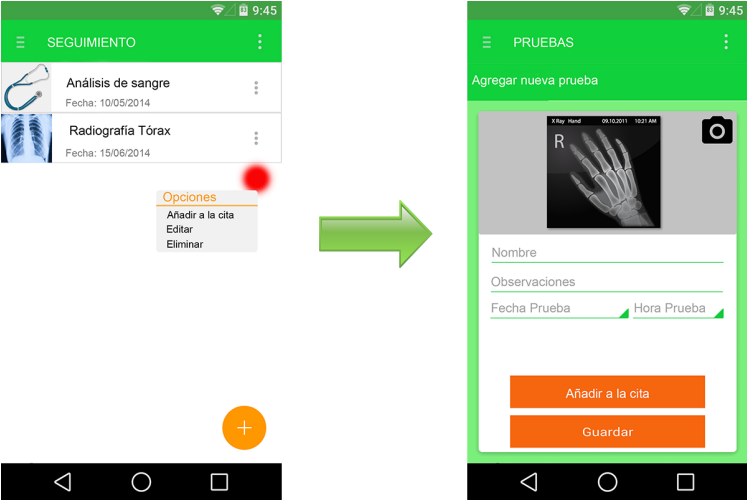 9:45
SEGUIMIENTO
Análisis de sangre
Fecha: 10/05/2014
Radiografía Tórax
Fecha: 15/06/2014
Opciones
Añadir a la cita
Editar
Eliminar
9:45
PRUEBAS
Agregar nueva prueba
X Ray Hand 09.10.2011 10:21 AM
R
Nombre
Observaciones
Fecha Prueba Hora Prueba
Añadir a la cita
Guardar